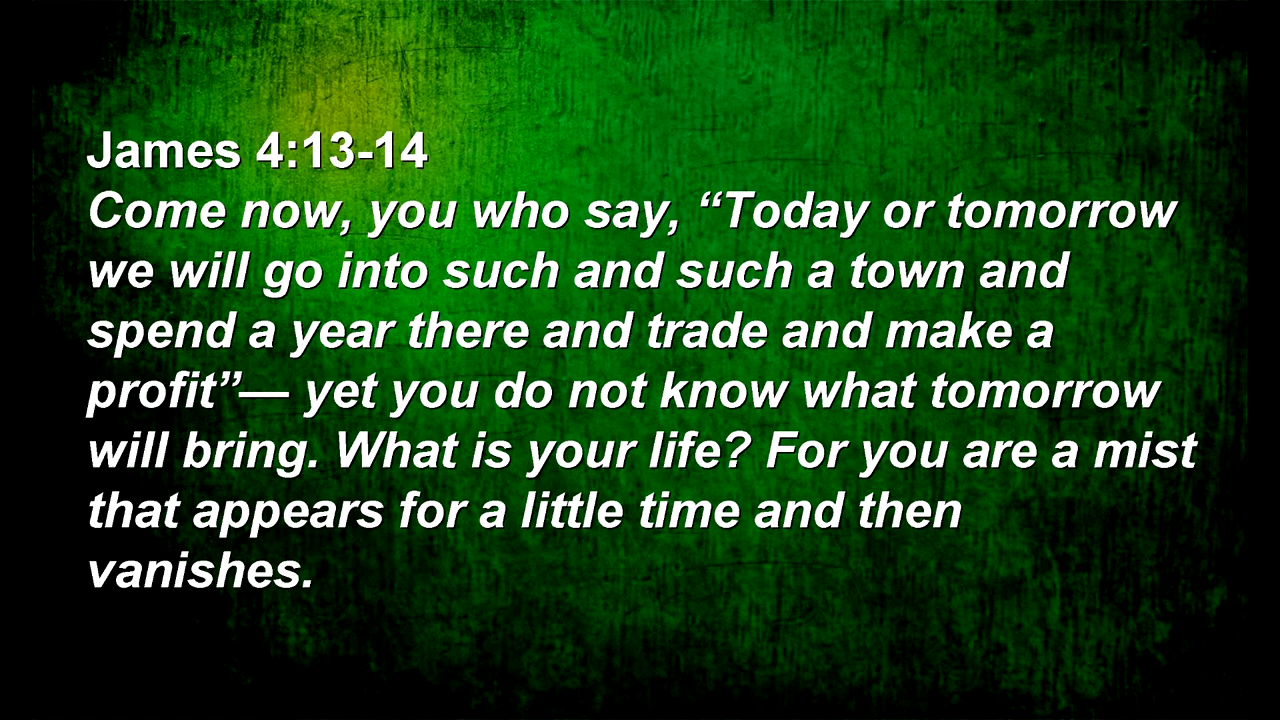 James 4:13-14
Come now, you who say, “Today or tomorrow
we will go into such and such a town and
spend a year there and trade and make a
profit”— yet you do not know what tomorrow
will bring. What is your life? For you are a mist
that appears for a little time and then
vanishes.